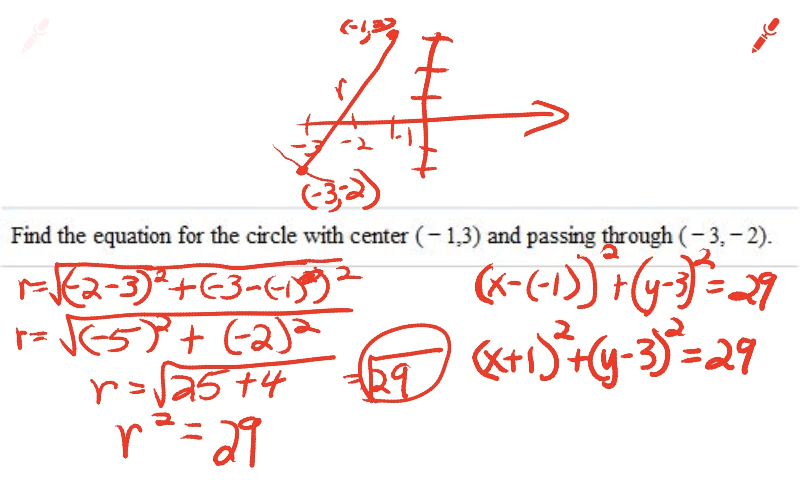 (-1,3)
r
-3 -2 -1
(-3,-2)
Find the equation for the circle with center (−1,3) and passing through (−3,−2).
r=√(-2-3)²+(-3-(-1))²
(x-(-1))²+(y-3)²=29
r=√(-5)²+(-2)²
(x+1)²+(y-3)²=29
r=√25+4 =√29
r²=29